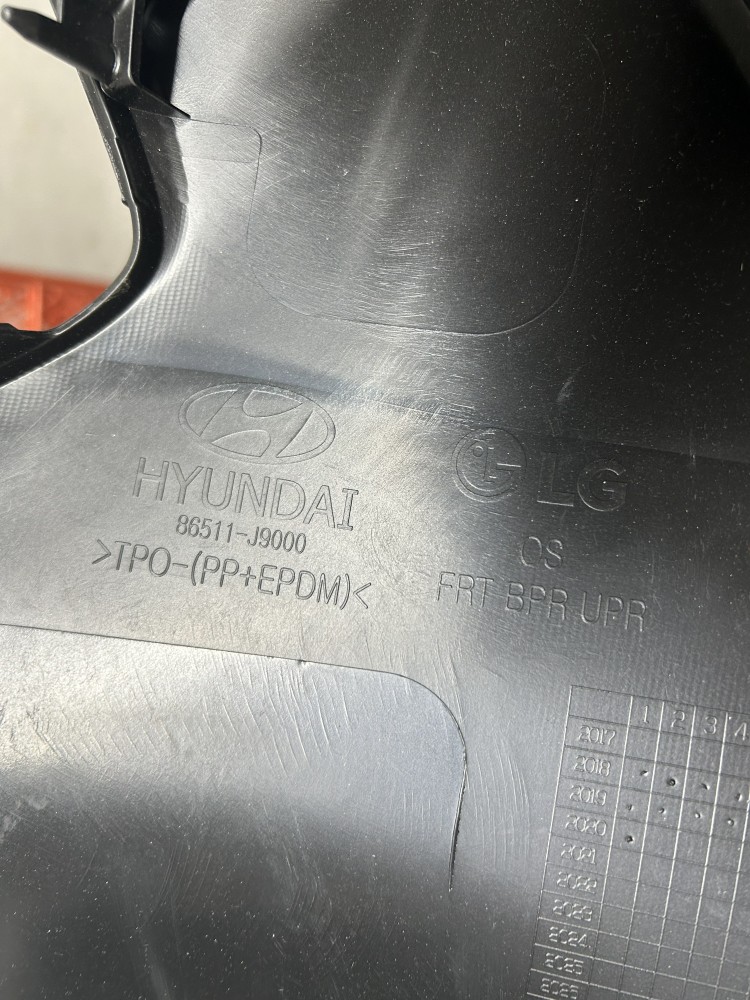 HYUNDAI
86511-J9000
>TPO-(PP+EPDM)<
LG
OS
FRT BPR UPR
1 2 3 4
2017
2018
2019
2020
2021
2022
2023
2024
2025